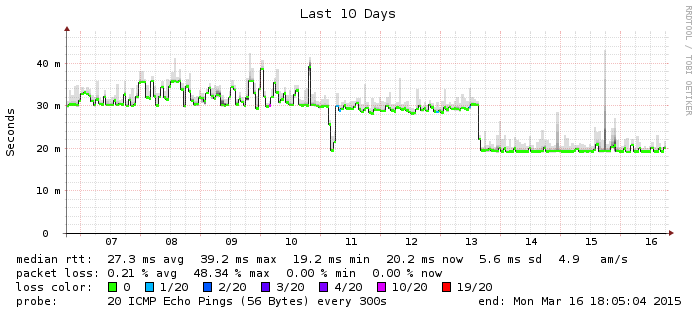 Last 10 Days
RRDTOOL / TOBI OETIKER
Seconds
40 m
30 m
20 m
10 m
0
07 08 09 10 11 12 13 14 15 16
median rtt: 27.3 ms avg 39.2 ms max 19.2 ms min 20.2 ms now 5.6 ms sd 4.9 am/s
packet loss: 0.21 % avg 48.34 % max 0.00 % min 0.00 % now
loss color: 0 1/20 2/20 3/20 4/20 10/20 19/20
probe: 20 ICMP Echo Pings (56 Bytes) every 300s end: Mon Mar 16 18:05:04 2015